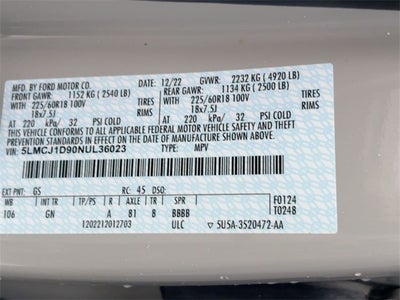 MFD. BY FORD MOTOR CO.
DATE: 12/22 GVWR: 2232 KG ( 4920 LB)
FRONT GAWR: 1152 KG ( 2540 LB) REAR GAWR: 1134 KG ( 2500 LB)
WITH 225/60R18 100V TIRES WITH 225/60R18 100V TIRES
18x7.5J RIMS 18x7.5J
AT 220 kPa/ 32 PSI COLD AT 220 kPa/ 32 PSI COLD
THIS VEHICLE CONFORMS TO ALL APPLICABLE FEDERAL MOTOR VEHICLE SAFETY, BUMPER, AND THEFT
PREVENTION STANDARDS IN EFFECT ON THE DATE OF MANUFACTURE SHOWN ABOVE.
VIN: 5LMCJ1D90NUL36023
TYPE: MPV
EXT PNT: GS RC: 45 DSO:
F0124
WB INT TR TP/PS R AXLE TR SPR
T0248
106 GN 81 8 BBBB
1202212012703 ULC 5U5A-3520472-AA